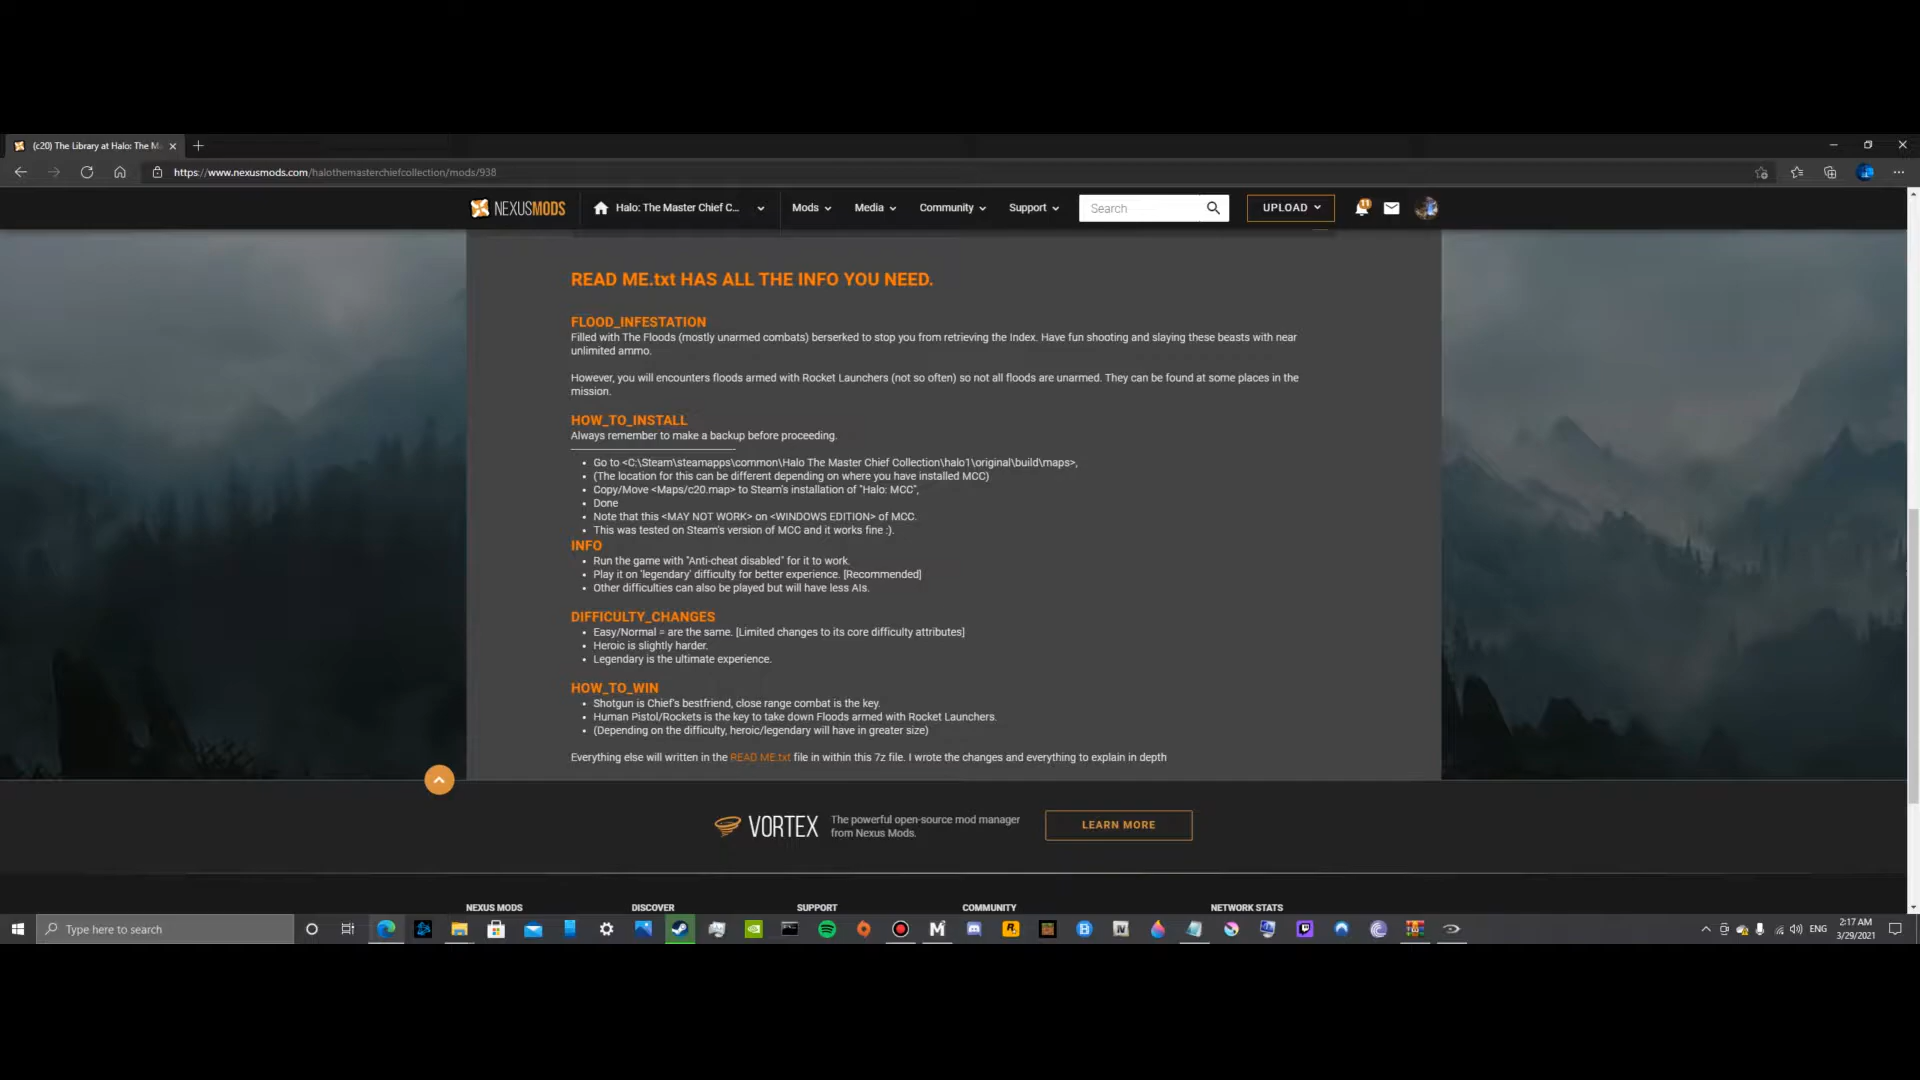 (c20) The Library at Halo: The Ma
https://www.nexusmods.com/halothemasterchiefcollection/mods/938
NEXUSMODS
Halo: The Master Chief C...
Mods
Media
Community
Support
Search
UPLOAD
11
READ ME.txt HAS ALL THE INFO YOU NEED.
FLOOD_INFESTATION
Filled with The Floods (mostly unarmed combats) berserked to stop you from retrieving the Index. Have fun shooting and slaying these beasts with near
unlimited ammo.
However, you will encounters floods armed with Rocket Launchers (not so often) so not all floods are unarmed. They can be found at some places in the
mission.
HOW_TO_INSTALL
Always remember to make a backup before proceeding.
• Go to <C:\Steam\steamapps\common\Halo The Master Chief Collection\halo1\original\build\maps>,
• (The location for this can be different depending on where you have installed MCC)
• Copy/Move <Maps/c20.map> to Steam's installation of "Halo: MCC",
• Done
• Note that this <MAY NOT WORK> on <WINDOWS EDITION> of MCC.
• This was tested on Steam's version of MCC and it works fine :).
INFO
• Run the game with "Anti-cheat disabled" for it to work.
• Play it on 'legendary' difficulty for better experience. [Recommended]
• Other difficulties can also be played but will have less AIs.
DIFFICULTY_CHANGES
• Easy/Normal = are the same. [Limited changes to its core difficulty attributes]
• Heroic is slightly harder.
• Legendary is the ultimate experience.
HOW_TO_WIN
• Shotgun is Chief's bestfriend, close range combat is the key.
• Human Pistol/Rockets is the key to take down Floods armed with Rocket Launchers.
• (Depending on the difficulty, heroic/legendary will have in greater size)
Everything else will written in the READ ME.txt file in within this 7z file. I wrote the changes and everything to explain in depth
VORTEX
The powerful open-source mod manager
from Nexus Mods.
LEARN MORE
NEXUS MODS
DISCOVER
SUPPORT
COMMUNITY
NETWORK STATS
Type here to search
ENG
2:17 AM
3/29/2021